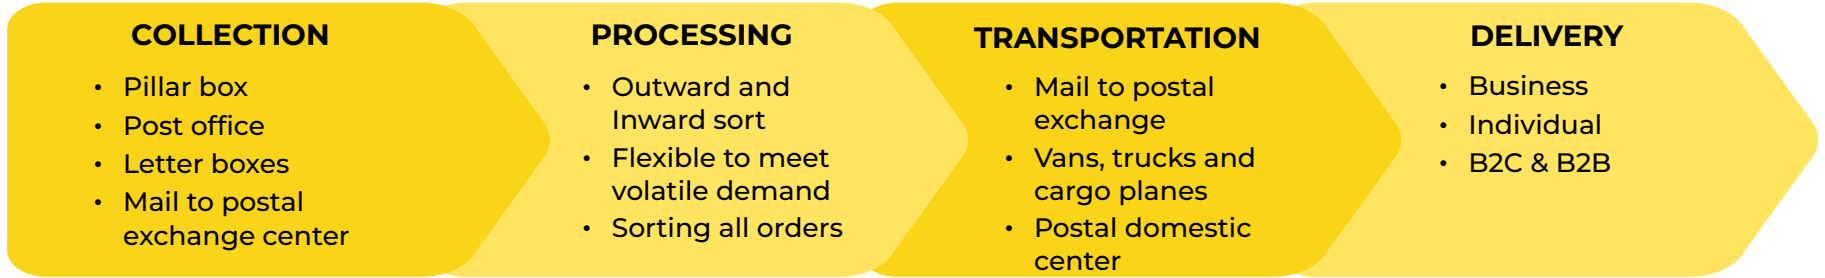 COLLECTION
• Pillar box
• Post office
• Letter boxes
• Mail to postal
exchange center
PROCESSING
• Outward and
Inward sort
• Flexible to meet
volatile demand
• Sorting all orders
TRANSPORTATION
• Mail to postal
exchange
• Vans, trucks and
cargo planes
• Postal domestic
center
DELIVERY
• Business
• Individual
• B2C & B2B